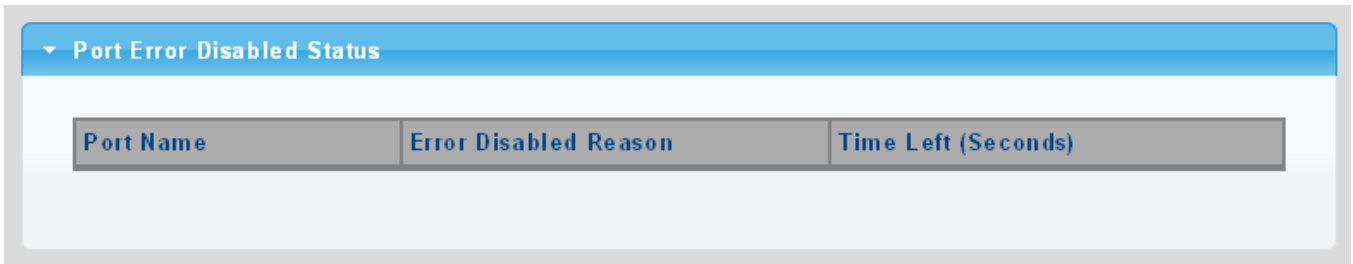 Port Error Disabled Status
Port Name Error Disabled Reason Time Left (Seconds)